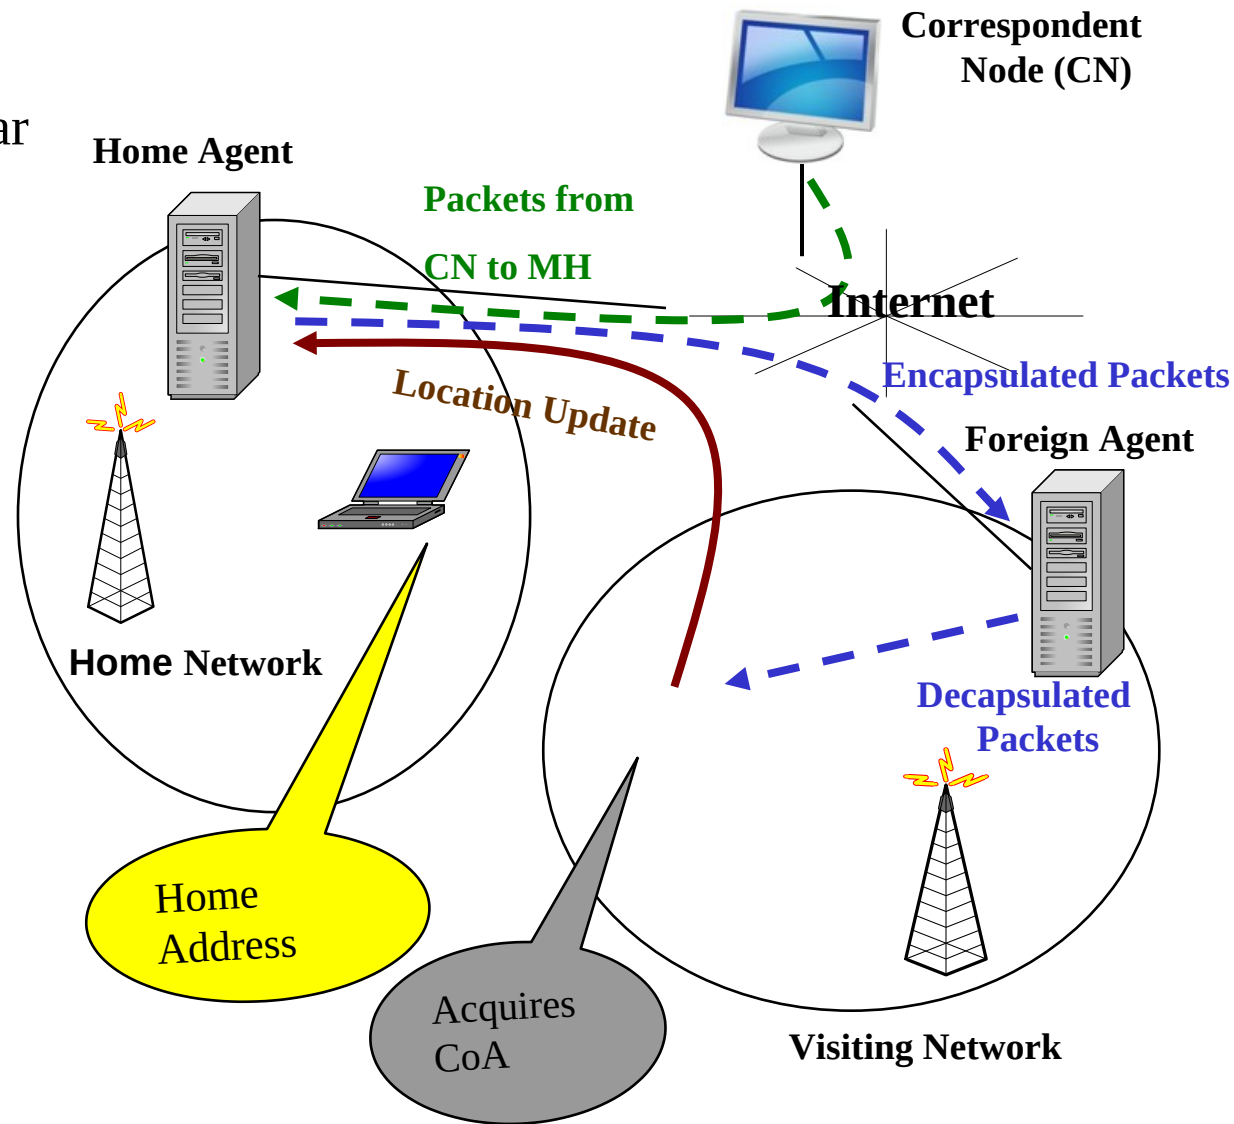 Correspondent
Node (CN)
Home Agent
Packets from
CN to MH
Internet
Encapsulated Packets
Location Update
Foreign Agent
Home Network
Decapsulated
Packets
Home
Address
Acquires
CoA
Visiting Network